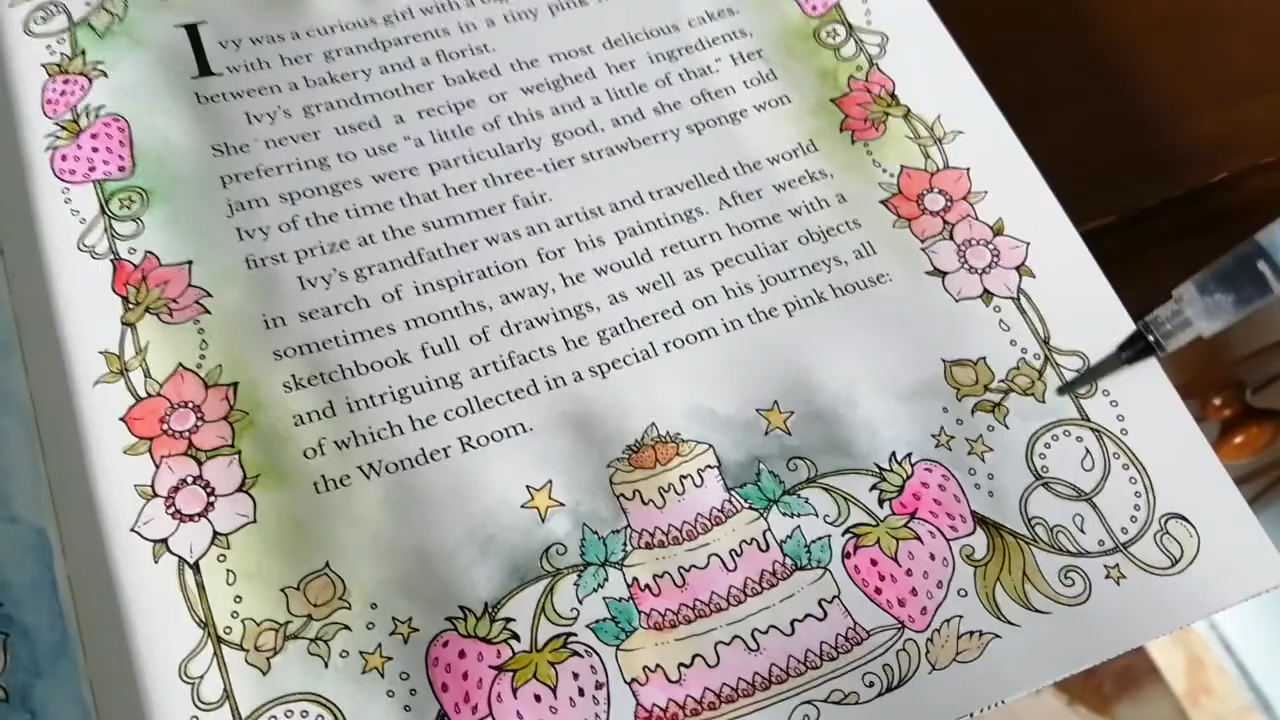 Ivy was a curious girl with a
with her grandparents in a tiny pink
between a bakery and a florist.
Ivy's grandmother baked the most delicious cakes.
She never used a recipe or weighed her ingredients,
preferring to use “a little of this and a little of that.” Her
jam sponges were particularly good, and she often told
Ivy of the time that her three-tier strawberry sponge won
first prize at the summer fair.
Ivy's grandfather was an artist and travelled the world
in search of inspiration for his paintings. After weeks,
sometimes months, away, he would return home with a
sketchbook full of drawings, as well as peculiar objects
and intriguing artifacts he gathered on his journeys, all
of which he collected in a special room in the pink house:
the Wonder Room.